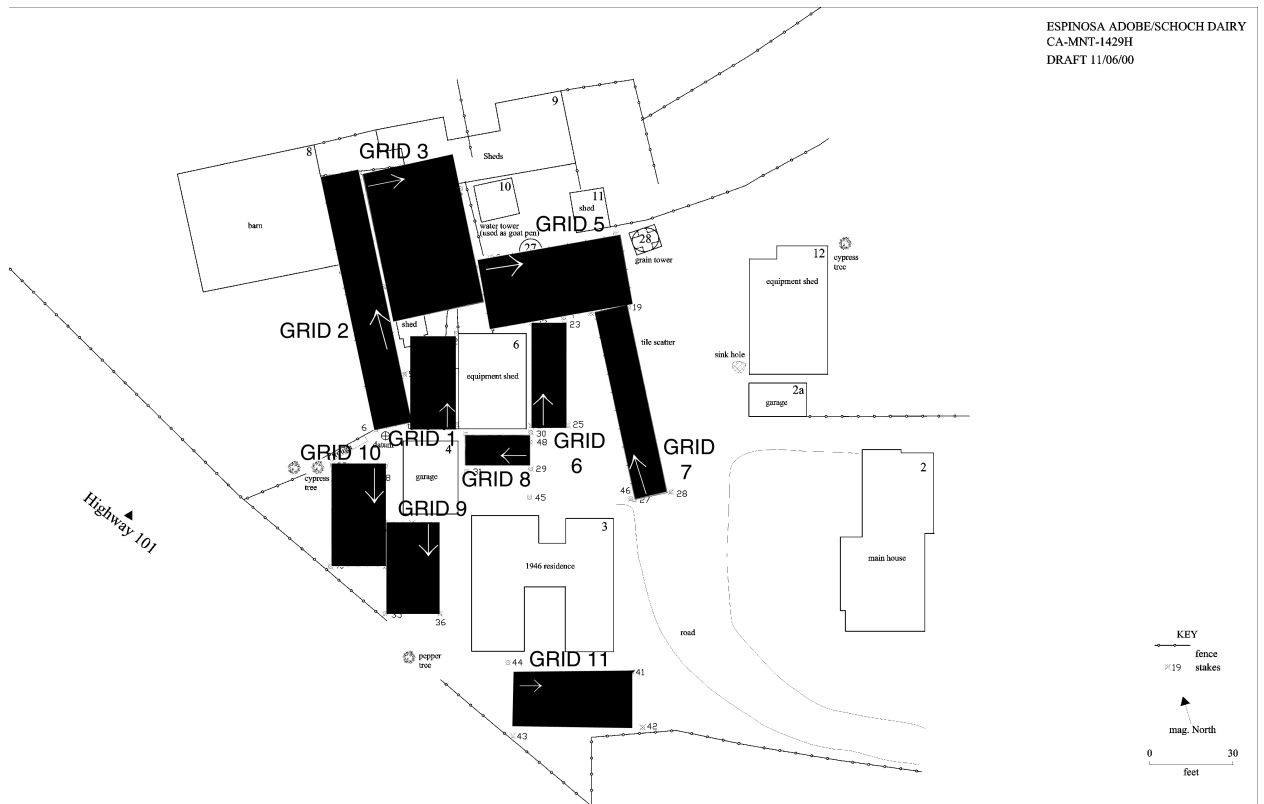 ESPINOSA ADOBE/SCHOCH DAIRY
CA-MNT-1429H
DRAFT 11/06/00
9
8
GRID 3
Sheds
10
11
barn
shed
water tower
(used as goat pen)
GRID 5
27
28
grain tower
12
cypress
tree
equipment shed
19
23
GRID 2
shed
6
tile scatter
sink hole
equipment shed
2a
garage
6
datum
GRID 1
4
25
30
48
GRID
6
GRID 10
cypress
tree
garage
31
GRID 8
29
GRID
7
2
45
46
27
28
Highway 101
GRID 9
3
1946 residence
main house
35
36
road
KEY
fence
19 stakes
pepper
tree
44
GRID 11
41
42
43
mag. North
0 30
feet